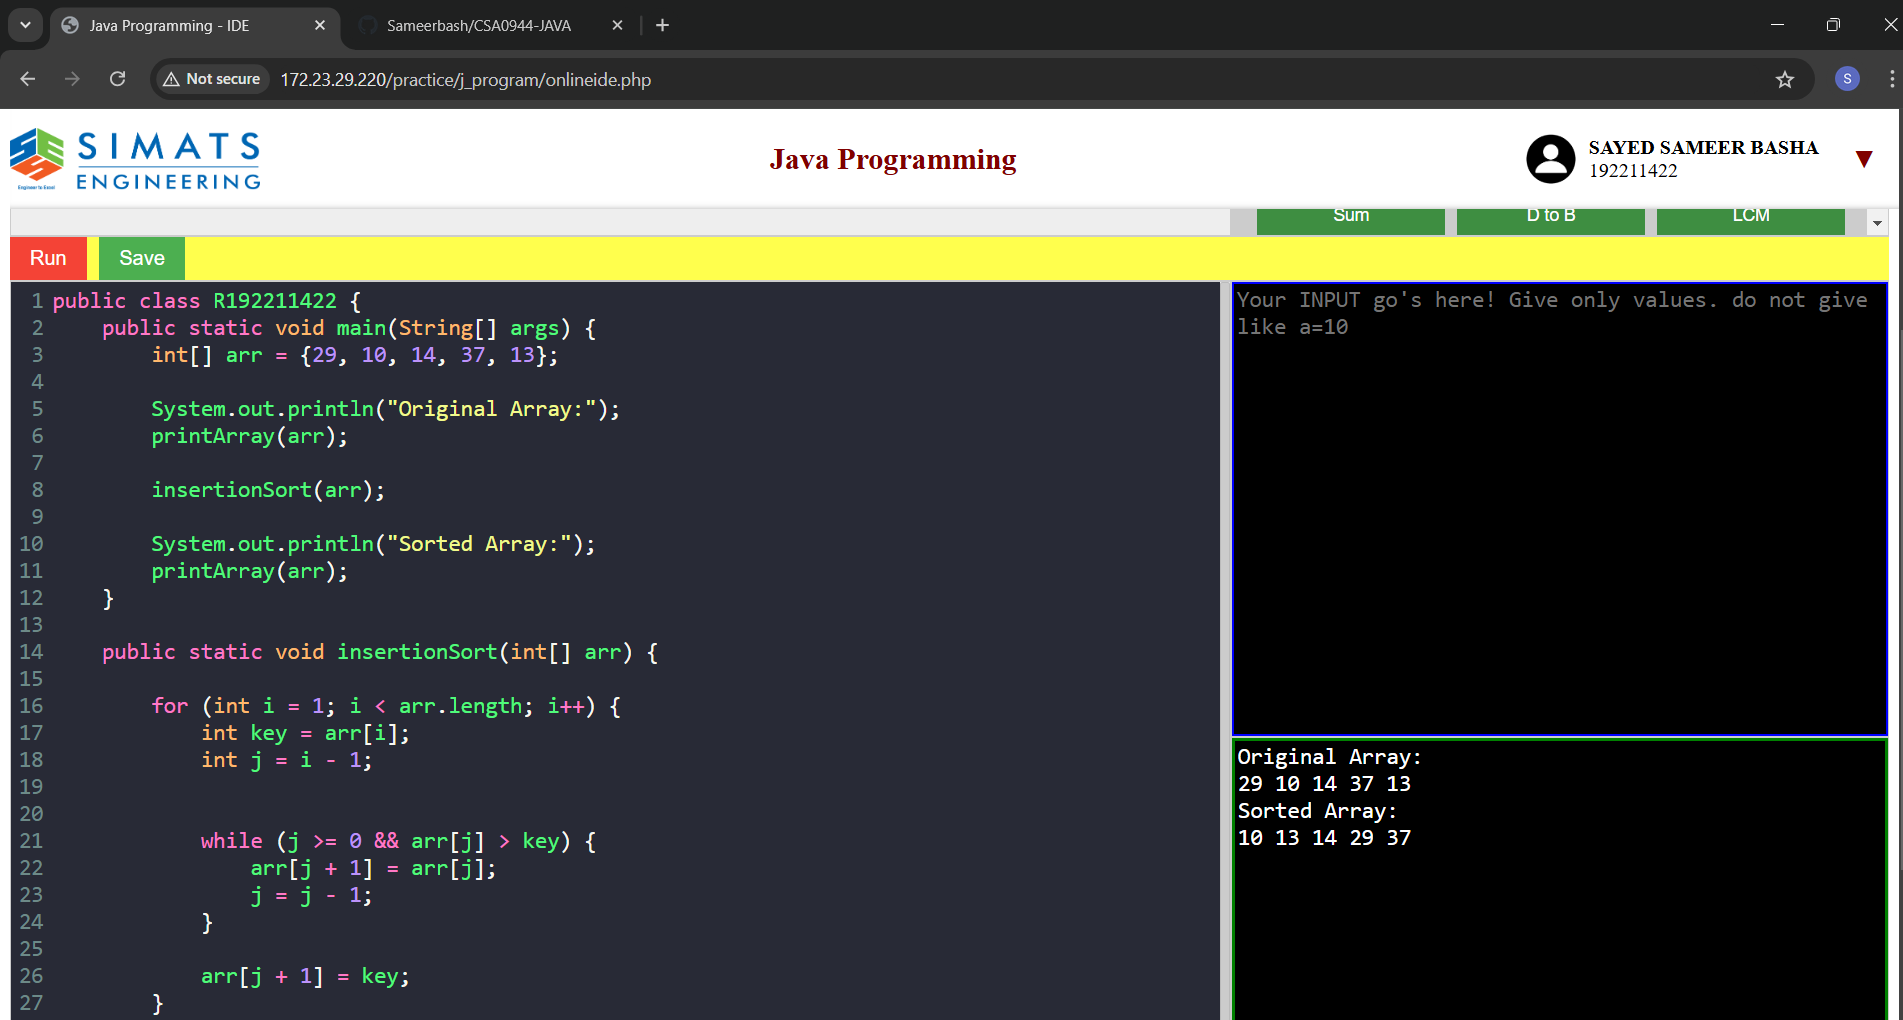 Java Programming - IDE
Sameerbash/CSA0944-JAVA
Not secure
172.23.29.220/practice/j_program/onlineide.php
S
SIMATS
ENGINEERING
Engineer to Excel
Java Programming
SAYED SAMEER BASHA
192211422
Sum
D to B
LCM
Run
Save
1 public class R192211422 {
2     public static void main(String[] args) {
3         int[] arr = {29, 10, 14, 37, 13};
4
5         System.out.println("Original Array:");
6         printArray(arr);
7
8         insertionSort(arr);
9
10         System.out.println("Sorted Array:");
11         printArray(arr);
12     }
13
14     public static void insertionSort(int[] arr) {
15
16         for (int i = 1; i < arr.length; i++) {
17             int key = arr[i];
18             int j = i - 1;
19
20
21             while (j >= 0 && arr[j] > key) {
22                 arr[j + 1] = arr[j];
23                 j = j - 1;
24             }
25
26             arr[j + 1] = key;
27         }
Your INPUT go's here! Give only values. do not give
like a=10
Original Array:
29 10 14 37 13
Sorted Array:
10 13 14 29 37